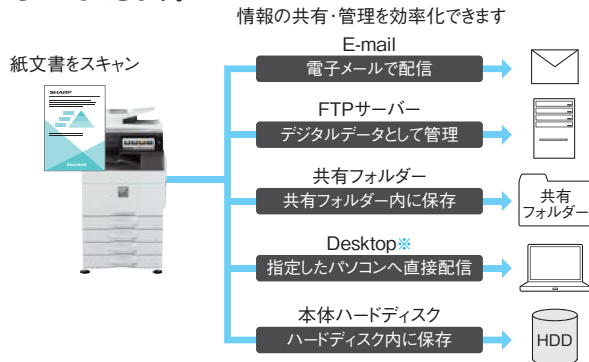 情報の共有・管理を効率化できます
紙文書をスキャン
SHARP
Document
E-mail
電子メールで配信
FTPサーバー
デジタルデータとして管理
共有フォルダー
共有フォルダー内に保存
共有
フォルダー
Desktop※
指定したパソコンへ直接配信
本体ハードディスク
ハードディスク内に保存
HDD